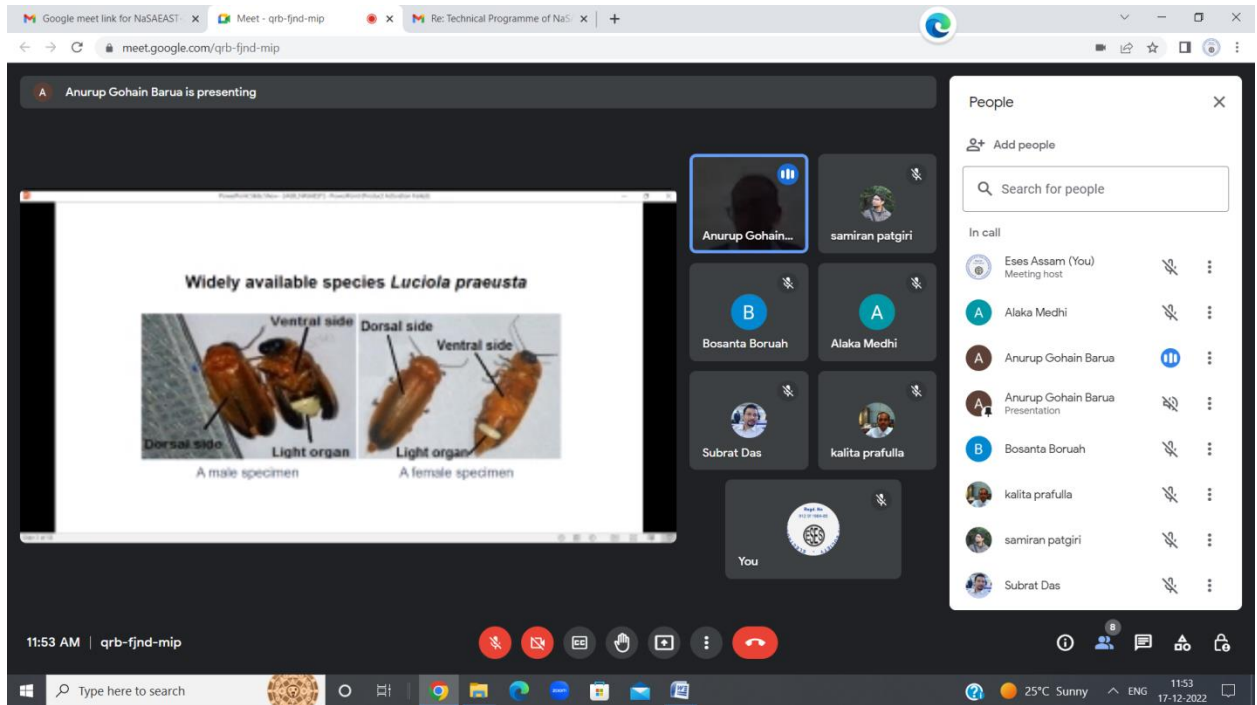 Google meet link for NaSAEAST-
Meet - qrb-fjnd-mip
Re: Technical Programme of NaS
meet.google.com/qrb-fjnd-mip
A Anurup Gohain Barua is presenting
Widely available species Luciola praeusta
Ventral side
Dorsal side
Light organ
A male specimen
Dorsal side
Ventral side
Light organ
A female specimen
Anurup Gohain...
samiran patgiri
B
Bosanta Boruah
A
Alaka Medhi
Subrat Das
kalita prafulla
You
People
Add people
Search for people
In call
Eses Assam (You)
Meeting host
A Alaka Medhi
A Anurup Gohain Barua
A Anurup Gohain Barua
Presentation
B Bosanta Boruah
kalita prafulla
samiran patgiri
Subrat Das
11:53 AM | qrb-fjnd-mip
CC
8
Type here to search
zoom
25°C Sunny
ENG
11:53
17-12-2022